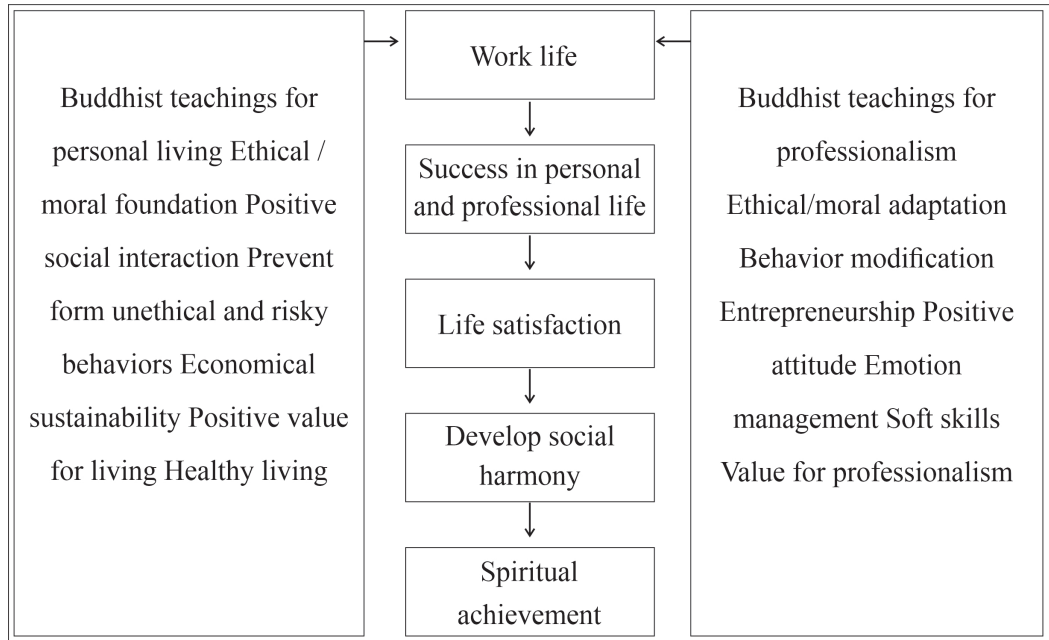 Buddhist teachings for
personal living Ethical /
moral foundation Positive
social interaction Prevent
form unethical and risky
behaviors Economical
sustainability Positive value
for living Healthy living
Work life
Success in personal
and professional life
Life satisfaction
Develop social
harmony
Spiritual
achievement
Buddhist teachings for
professionalism
Ethical/moral adaptation
Behavior modification
Entrepreneurship Positive
attitude Emotion
management Soft skills
Value for professionalism